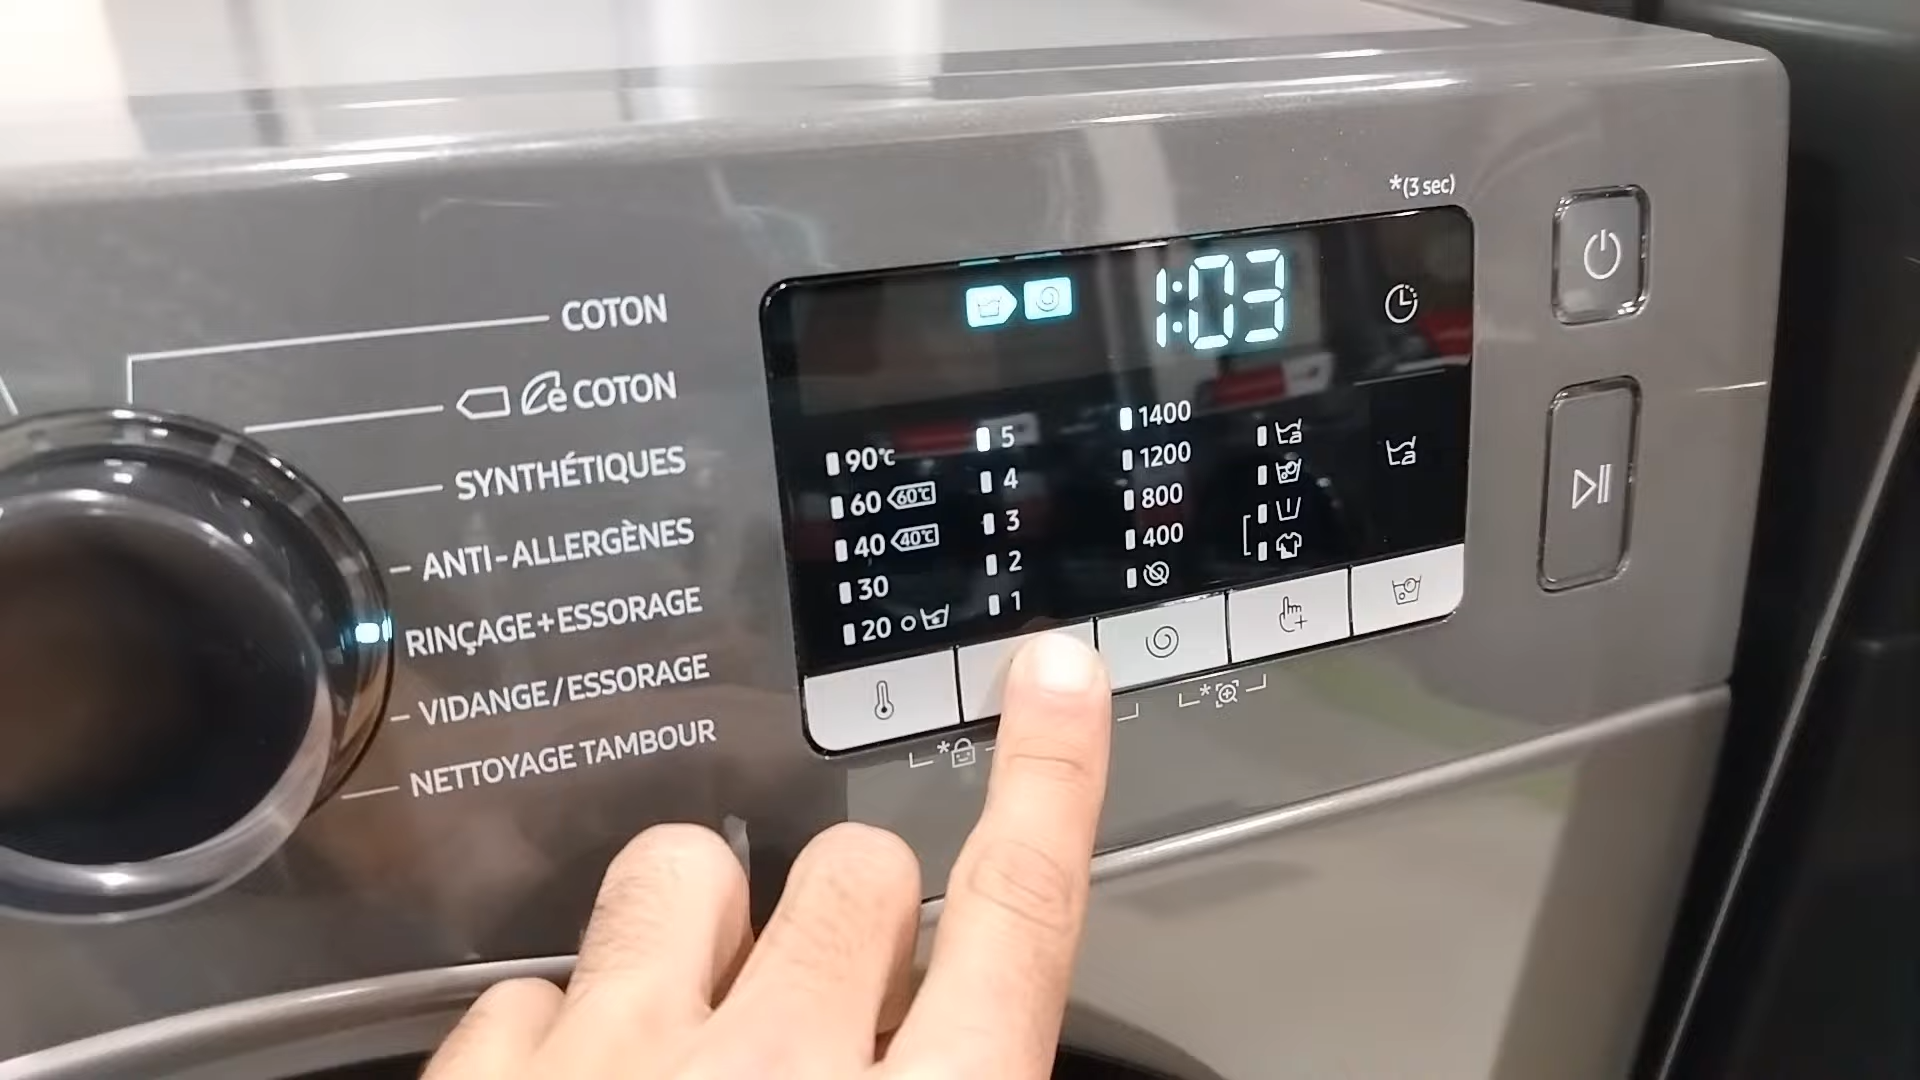 COTON
e COTON
SYNTHÉTIQUES
ANTI-ALLERGÈNES
RINÇAGE+ESSORAGE
VIDANGE/ESSORAGE
NETTOYAGE TAMBOUR
*(3 sec)
1:03
90℃
60 60℃
40 40℃
30
20
5
4
3
2
1
1400
1200
800
400
*
*